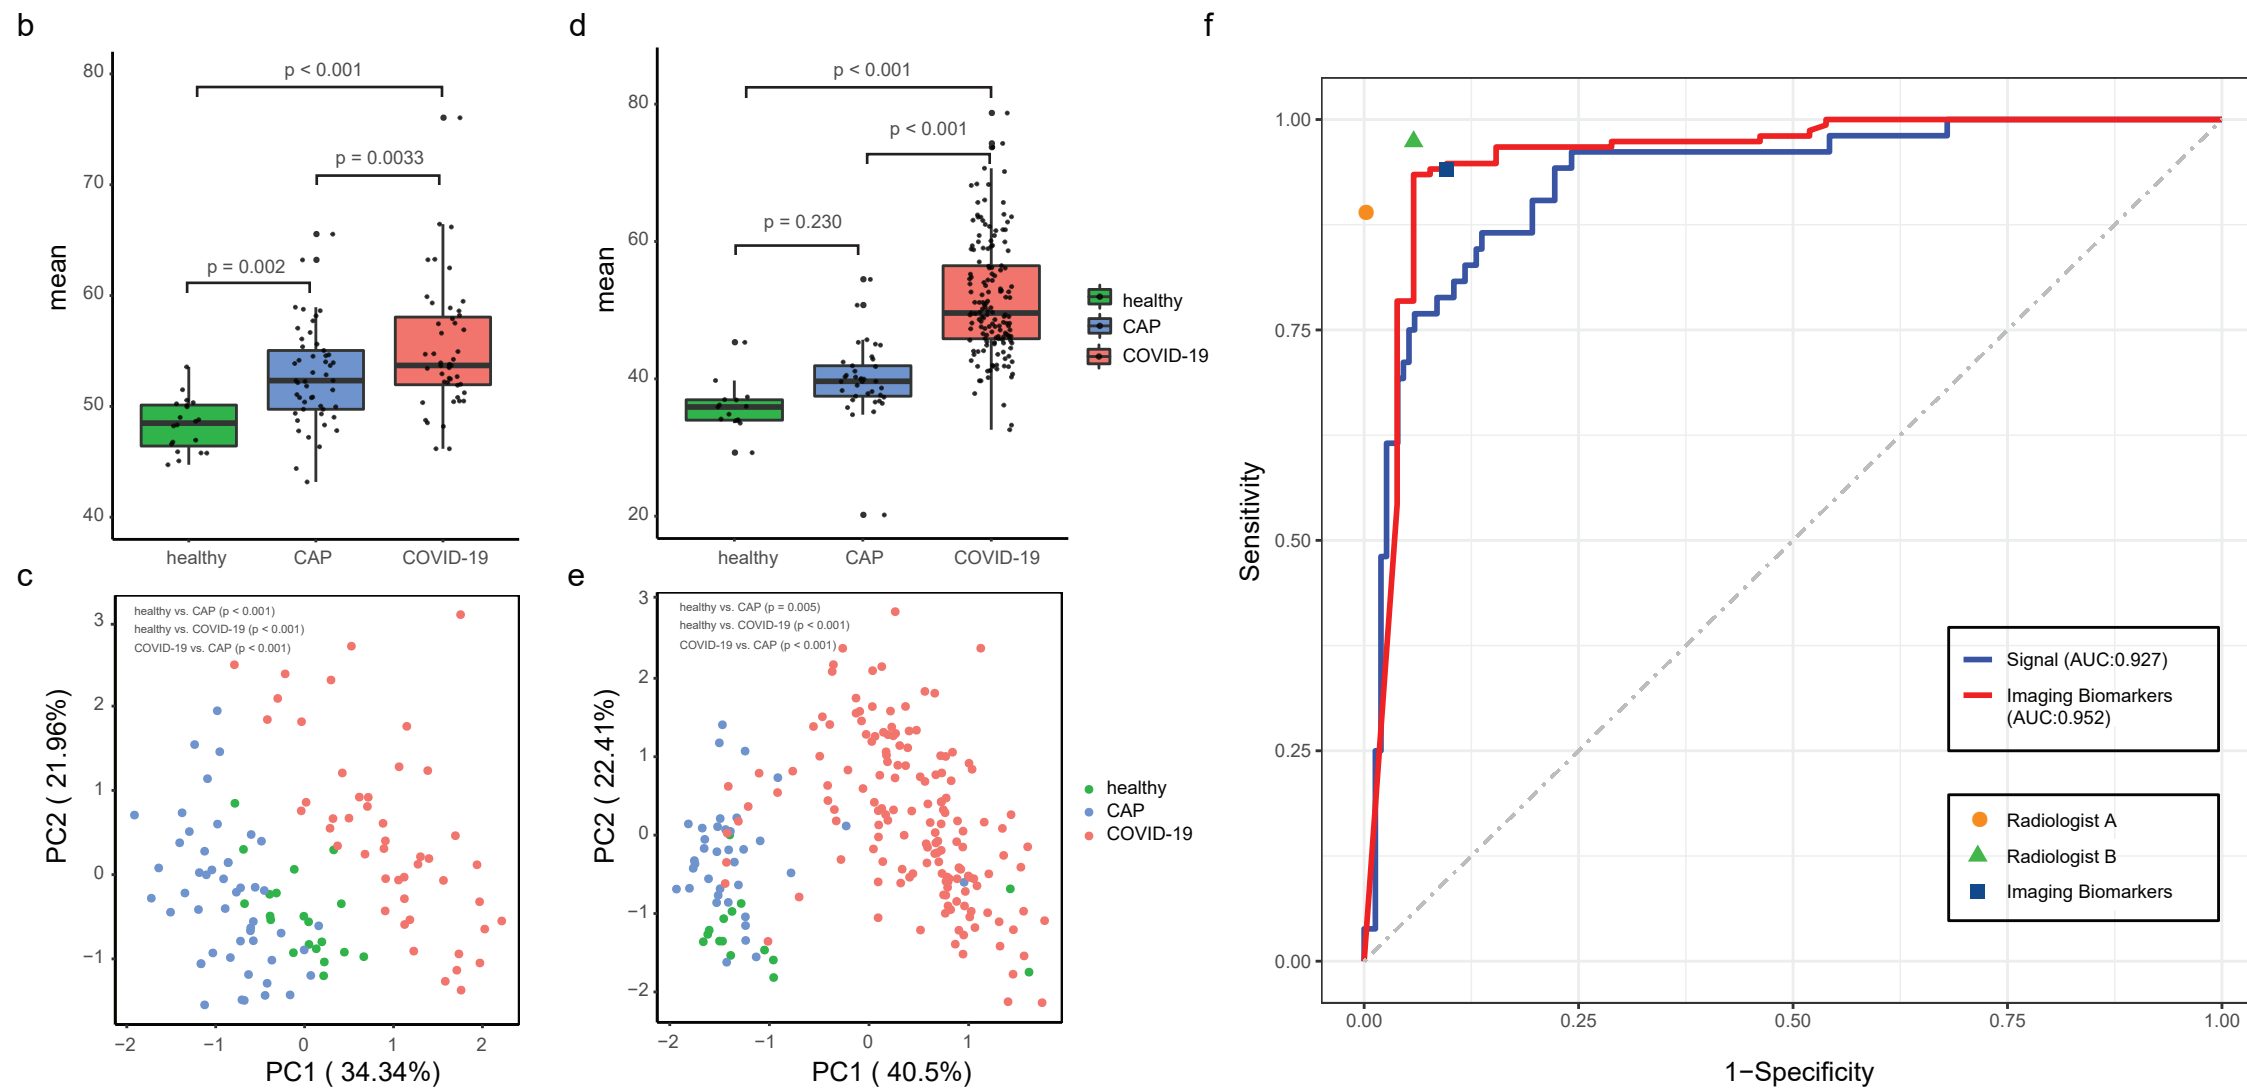 b
80
70
60
50
40
mean
p < 0.001
p = 0.0033
p = 0.002
healthy
CAP
COVID-19
d
80
60
40
20
mean
p < 0.001
p < 0.001
p = 0.230
healthy
CAP
COVID-19
healthy
CAP
COVID-19
c
3
2
1
0
−1
PC2 ( 21.96%)
healthy vs. CAP (p < 0.001)
healthy vs. COVID-19 (p < 0.001)
COVID-19 vs. CAP (p < 0.001)
−2
−1
0
1
2
PC1 ( 34.34%)
e
3
2
1
0
−1
−2
PC2 ( 22.41%)
healthy vs. CAP (p = 0.005)
healthy vs. COVID-19 (p < 0.001)
COVID-19 vs. CAP (p < 0.001)
−2
−1
0
1
PC1 ( 40.5%)
healthy
CAP
COVID-19
f
1.00
0.75
0.50
0.25
0.00
Sensitivity
Signal (AUC:0.927)
Imaging Biomarkers
(AUC:0.952)
Radiologist A
Radiologist B
Imaging Biomarkers
0.00
0.25
0.50
0.75
1.00
1−Specificity